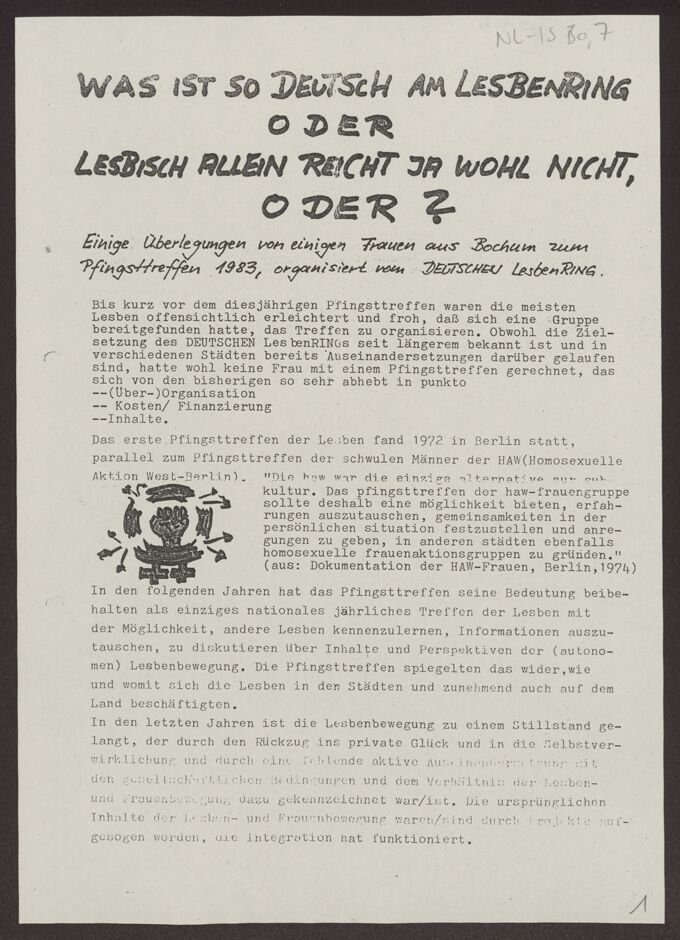 NL-IS Bo, 7
WAS IST SO DEUTSCH AM LESBENRING
ODER
LESBISCH ALLEIN REICHT JA WOHL NICHT,
ODER ?
Einige Überlegungen von einigen Frauen aus Bochum zum
Pfingsttreffen 1983, organisiert vom DEUTSCHEN LesbenRING.
Bis kurz vor dem diesjährigen Pfingsttreffen waren die meisten
Lesben offensichtlich erleichtert und froh, daß sich eine Gruppe
bereitgefunden hatte, das Treffen zu organisieren. Obwohl die Ziel-
setzung des DEUTSCHEN LesbenRINGs seit längerem bekannt ist und in
verschiedenen Städten bereits Auseinandersetzungen darüber gelaufen
sind, hatte wohl keine Frau mit einem Pfingsttreffen gerechnet, das
sich von den bisherigen so sehr abhebt in punkto
--(Über-)Organisation
-- Kosten/ Finanzierung
--Inhalte.
Das erste Pfingsttreffen der Lesben fand 1972 in Berlin statt,
parallel zum Pfingsttreffen der schwulen Männer der HAW(Homosexuelle
Aktion West-Berlin). "Die haw war die einzige alternative zur sub-
kultur. Das pfingsttreffen der haw-frauengruppe
sollte deshalb eine möglichkeit bieten, erfah-
rungen auszutauschen, gemeinsamkeiten in der
persönlichen situation festzustellen und anre-
gungen zu geben, in anderen städten ebenfalls
homosexuelle frauenaktionsgruppen zu gründen."
(aus: Dokumentation der HAW-Frauen, Berlin,1974)
In den folgenden Jahren hat das Pfingsttreffen seine Bedeutung beibe-
halten als einziges nationales jährliches Treffen der Lesben mit
der Möglichkeit, andere Lesben kennenzulernen, Informationen auszu-
tauschen, zu diskutieren über Inhalte und Perspektiven der (autono-
men) Lesbenbewegung. Die Pfingsttreffen spiegelten das wider,wie
und womit sich die Lesben in den Städten und zunehmend auch auf dem
Land beschäftigten.
In den letzten Jahren ist die Lesbenbewegung zu einem Stillstand ge-
langt, der durch den Rückzug ins private Glück und in die Selbstver-
wirklichung und durch eine fehlende aktive Auseinandersetzung mit
den gesellschaftlichen Bedingungen und dem Verhältnis der Lesben-
und Frauenbewegung dazu gekennzeichnet war/ist. Die ursprünglichen
Inhalte der Lesben- und Frauenbewegung waren/sind durch Projekte auf-
gesogen worden, die Integration hat funktioniert.
1